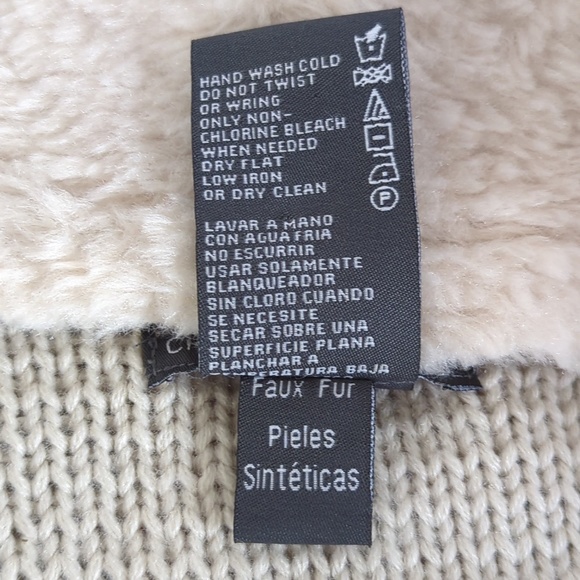 HAND WASH COLD
DO NOT TWIST
OR WRING
ONLY NON-
CHLORINE BLEACH
WHEN NEEDED
DRY FLAT
LOW IRON
OR DRY CLEAN
P
LAVAR A MANO
CON AGUA FRIA
NO ESCURRIR
USAR SOLAMENTE
BLANQUEADOR
SIN CLORO CUANDO
SE NECESITE
SECAR SOBRE UNA
SUPERFICIE PLANA
PLANCHAR A
TEMPERATURA BAJA
Faux Fur
Pieles
Sintéticas